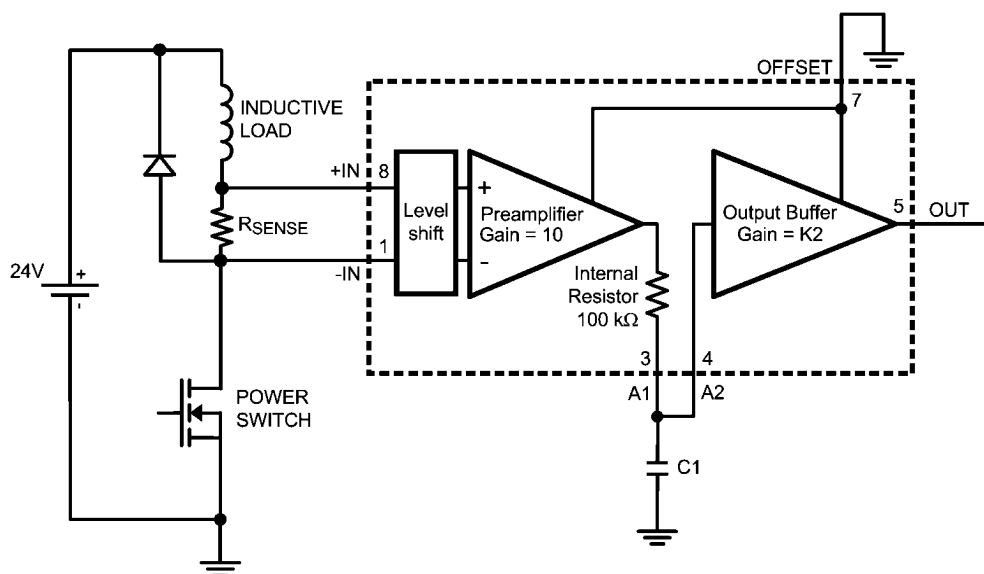 24V
+
-
INDUCTIVE
LOAD
RSENSE
POWER
SWITCH
+IN
8
1
-IN
Level
shift
+
-
Preamplifier
Gain = 10
Internal
Resistor
100 kΩ
3
4
A1
A2
C1
OFFSET
7
Output Buffer
Gain = K2
5
OUT